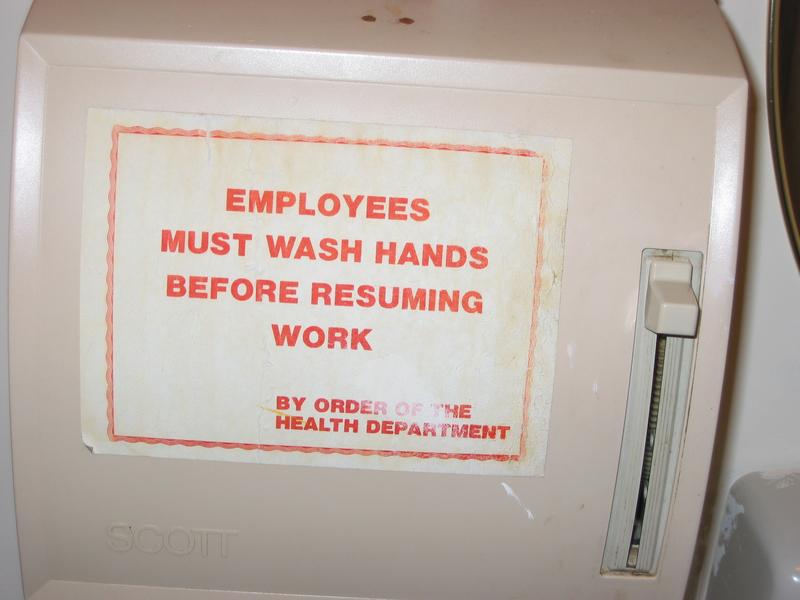 EMPLOYEES
MUST WASH HANDS
BEFORE RESUMING
WORK
BY ORDER OF THE
HEALTH DEPARTMENT
SCOTT